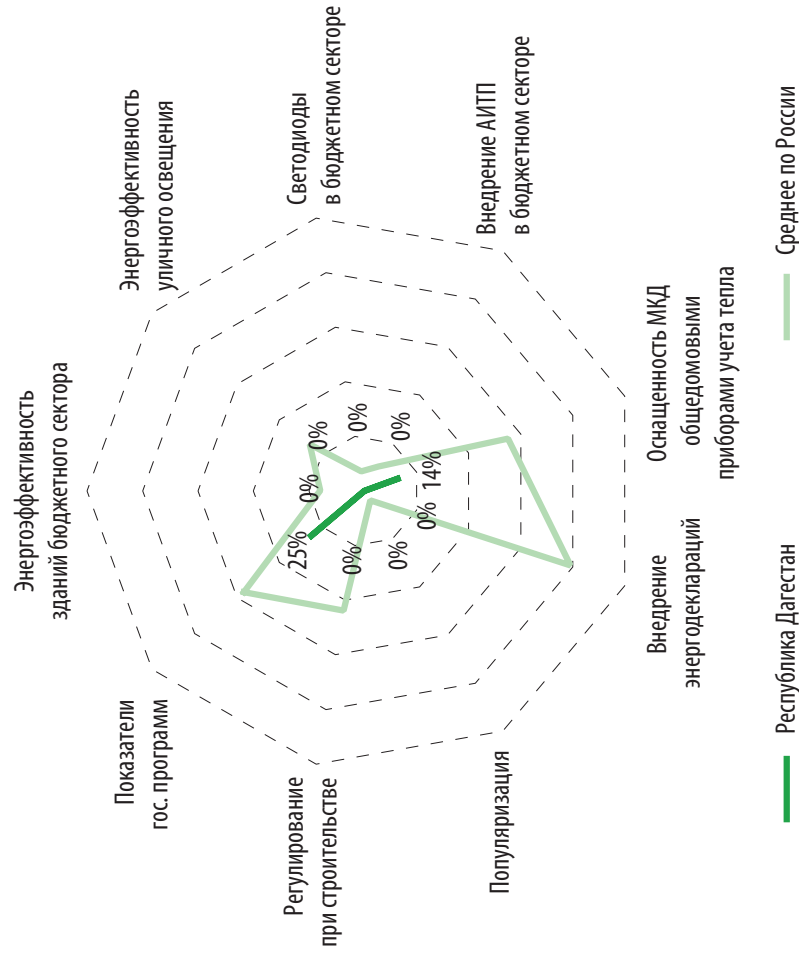 Энергоэффективность
зданий бюджетного сектора
Энергоэффективность
уличного освещения
Светодиоды
в бюджетном секторе
Внедрение АИТП
в бюджетном секторе
Оснащенность МКД
общедомовыми
приборами учета тепла
Внедрение
энергодеклараций
Популяризация
Регулирование
при строительстве
Показатели
гос. программ
0%
0%
0%
0%
14%
0%
0%
0%
25%
Республика Дагестан
Среднее по России